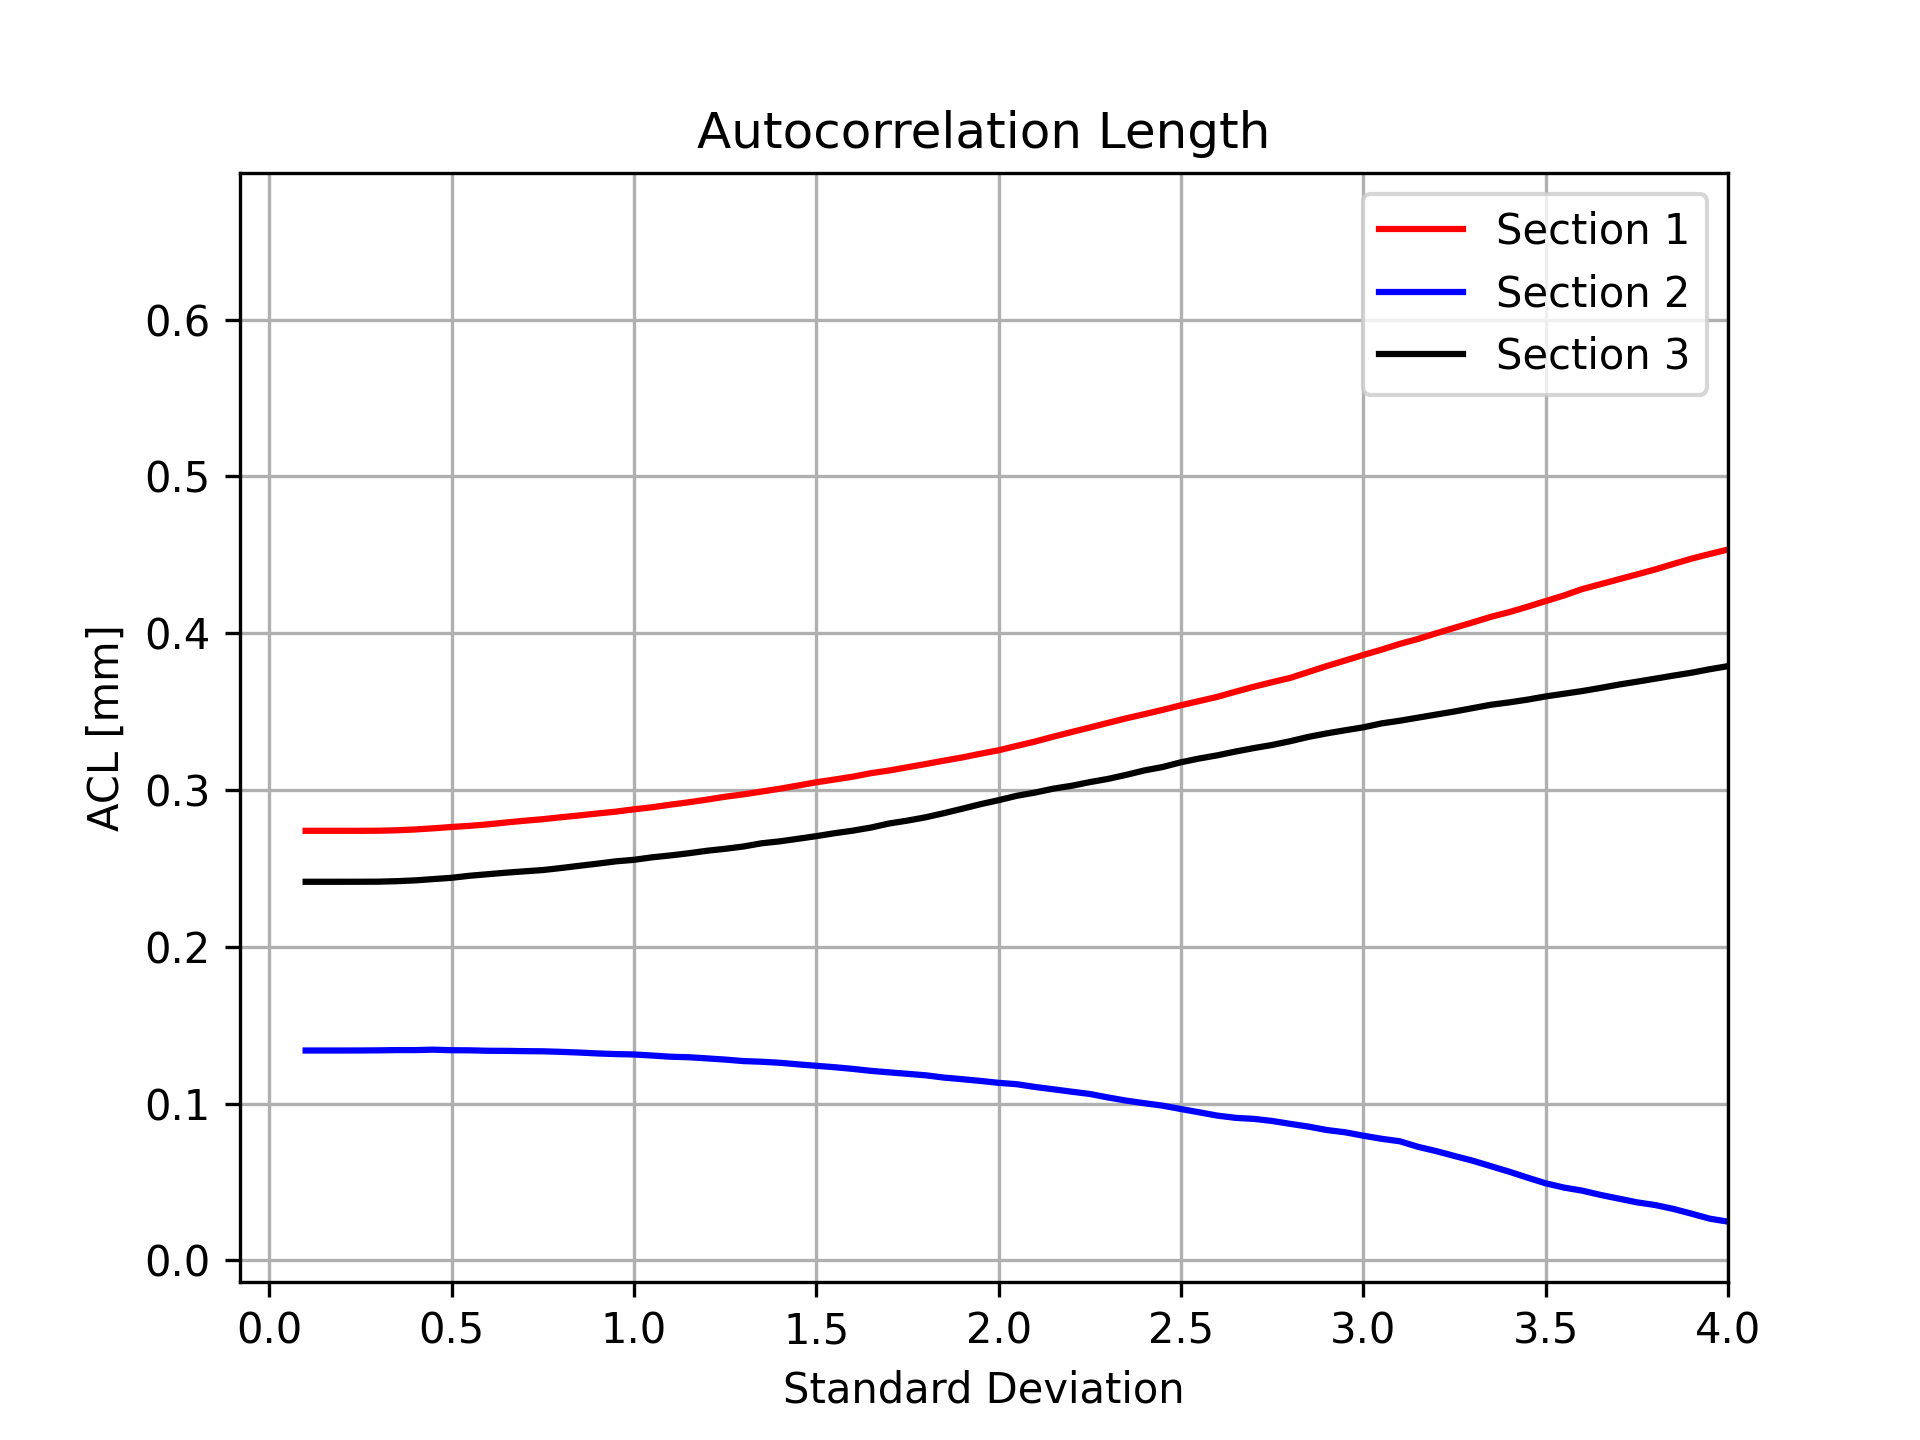 Autocorrelation Length
Section 1
Section 2
Section 3
ACL [mm]
0.6
0.5
0.4
0.3
0.2
0.1
0.0
0.0 0.5 1.0 1.5 2.0 2.5 3.0 3.5 4.0
Standard Deviation